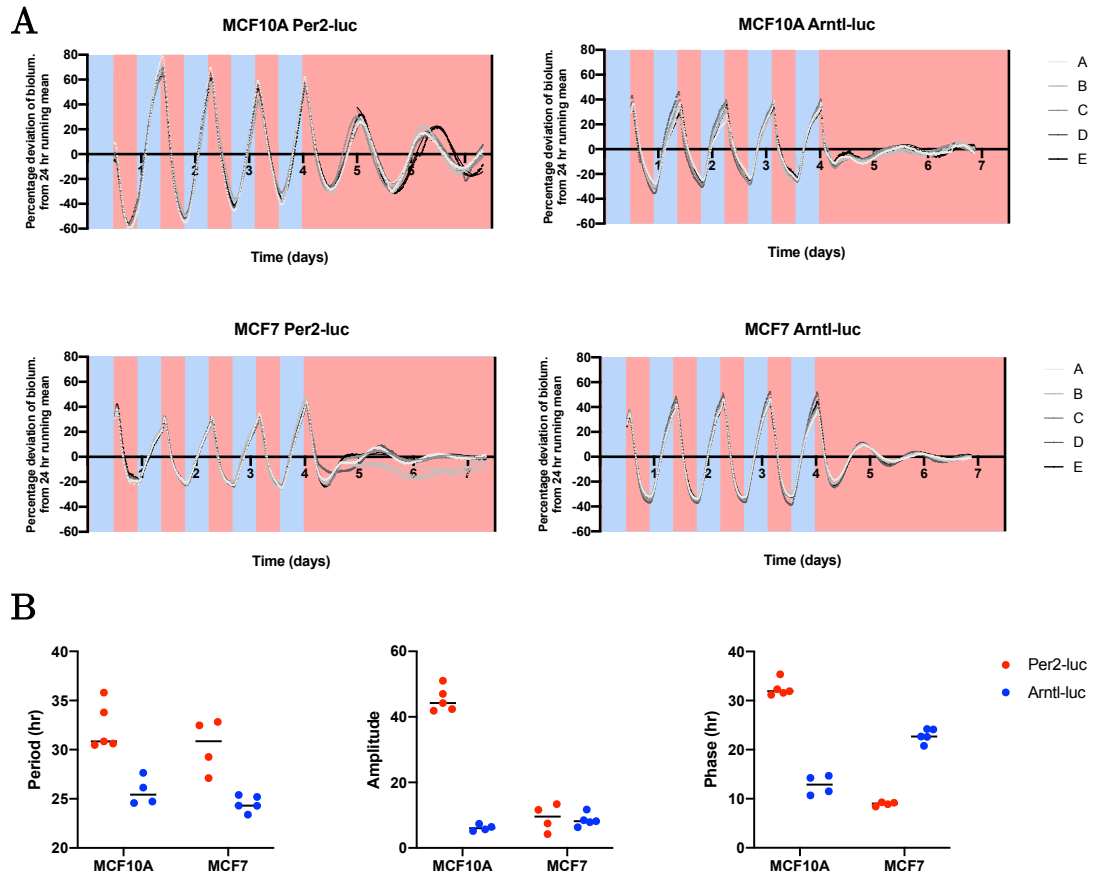 A
MCF10A Per2-luc
Percentage deviation of biolum.
from 24 hr running mean
80
60
40
20
0
-20
-40
-60
1
2
3
4
5
6
7
Time (days)
MCF10A Arntl-luc
Percentage deviation of biolum.
from 24 hr running mean
80
60
40
20
0
-20
-40
-60
1
2
3
4
5
6
7
Time (days)
A
B
C
D
E
MCF7 Per2-luc
Percentage deviation of biolum.
from 24 hr running mean
80
60
40
20
0
-20
-40
-60
1
2
3
4
5
6
7
Time (days)
MCF7 Arntl-luc
Percentage deviation of biolum.
from 24 hr running mean
80
60
40
20
0
-20
-40
-60
1
2
3
4
5
6
7
Time (days)
A
B
C
D
E
B
Period (hr)
40
35
30
25
20
MCF10A
MCF7
Amplitude
60
40
20
0
MCF10A
MCF7
Phase (hr)
40
30
20
10
0
MCF10A
MCF7
Per2-luc
Arntl-luc